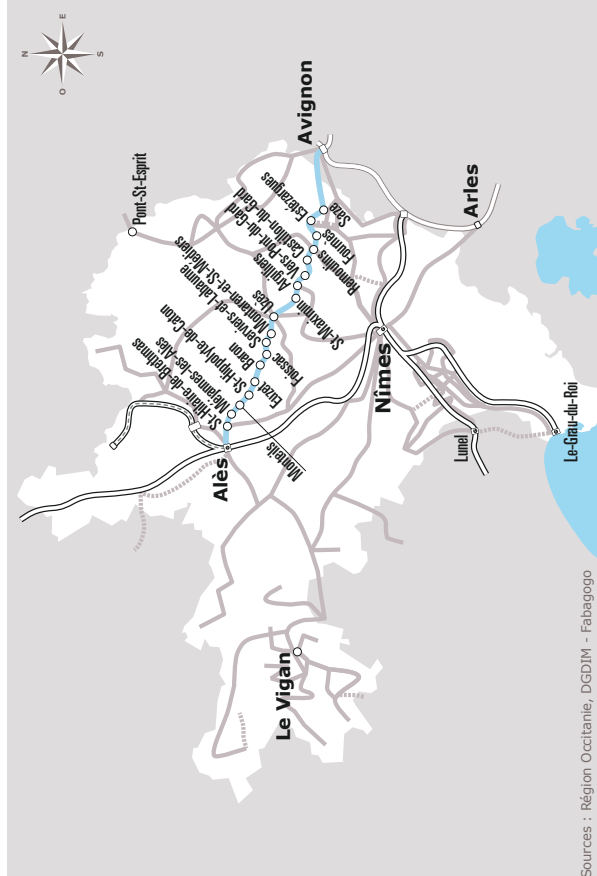 N
E
S
O
Pont-St-Esprit
Avignon
Arles
Saze
Estézargues
Fournès
Remoulins
Castillon-du-Gard
Vers-Pont-du-Gard
Argilliers
St-Maximin
Uzès
Montaren-et-St-Médiers
Serviers-et-Labaume
Baron
Foissac
St-Hippolyte-de-Caton
Euzet
Monteils
Méjannes-les-Alès
St-Hilaire-de-Brethmas
Alès
Nîmes
Lunel
Le-Grau-du-Roi
Le Vigan
Sources : Région Occitanie, DGDIM - Fabagogo